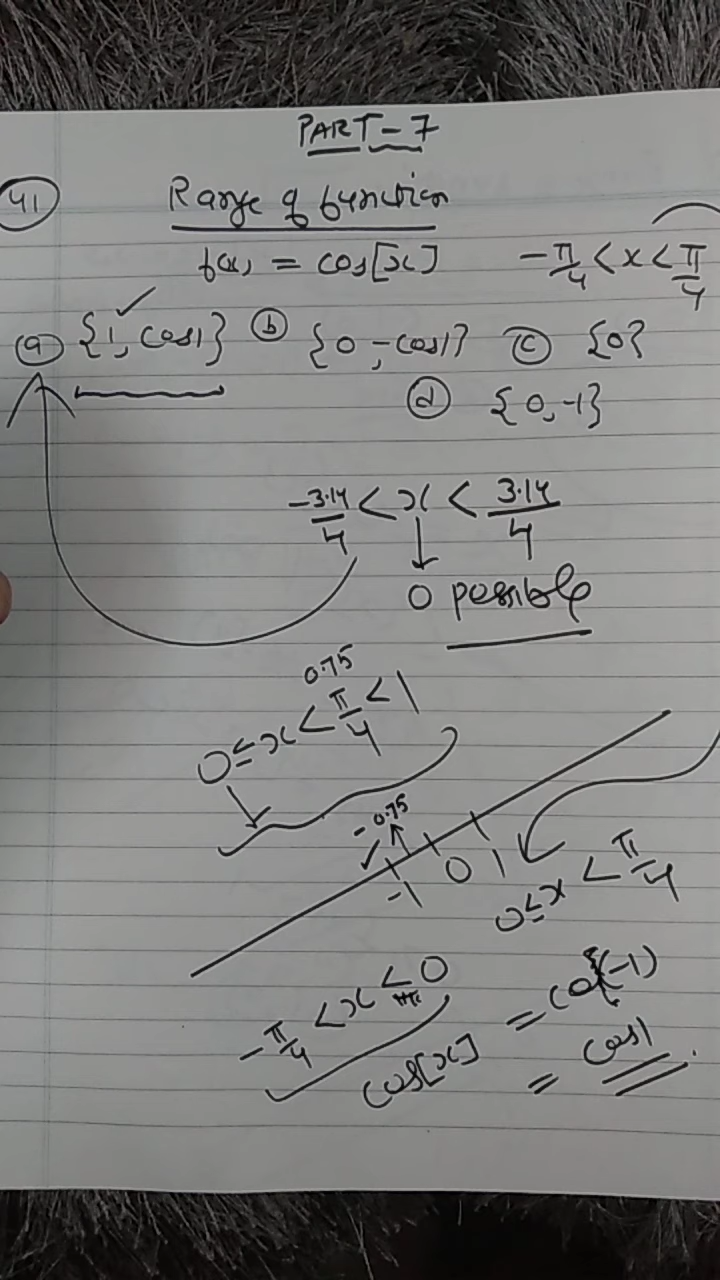 PART-7
41 Range of function
f(x) = cos[x] -π/4 < x < π/4
(a) {1, cos1} (b) {0, -cos1} (c) {0}
(d) {0, -1}
-3.14/4 < x < 3.14/4
0 possible
0.75
0 ≤ x < π/4 < 1
-0.75
-1 0 1
0 ≤ x < π/4
-π/4 < x < 0
cos[x] = cos(-1)
= cos1